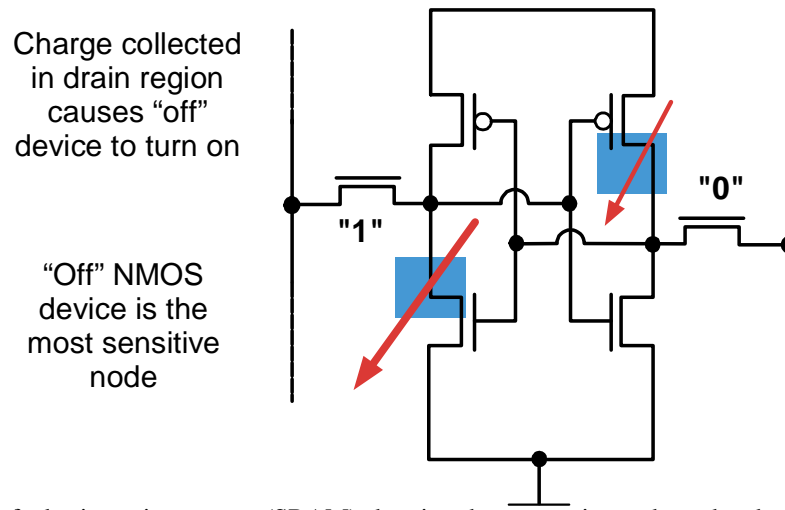 Charge collected
in drain region
causes “off”
device to turn on
"0"
"1"
“Off” NMOS
device is the
most sensitive
node
(SRAMS)